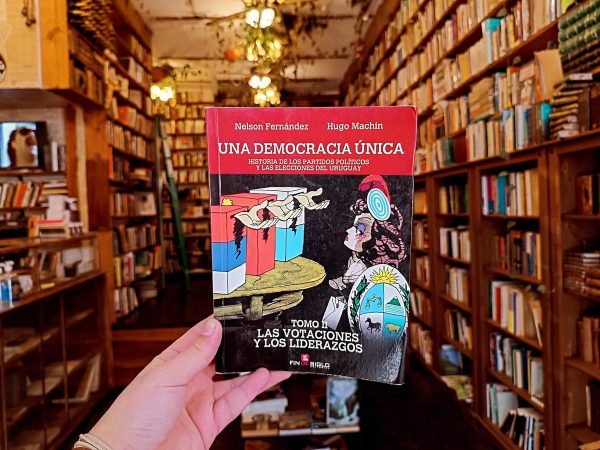 Nelson Fernández Hugo Machín
UNA DEMOCRACIA ÚNICA
HISTORIA DE LOS PARTIDOS POLÍTICOS
Y LAS ELECCIONES DEL URUGUAY
TOMO II
LAS VOTACIONES
Y LOS LIDERAZGOS
FIN SIGLO